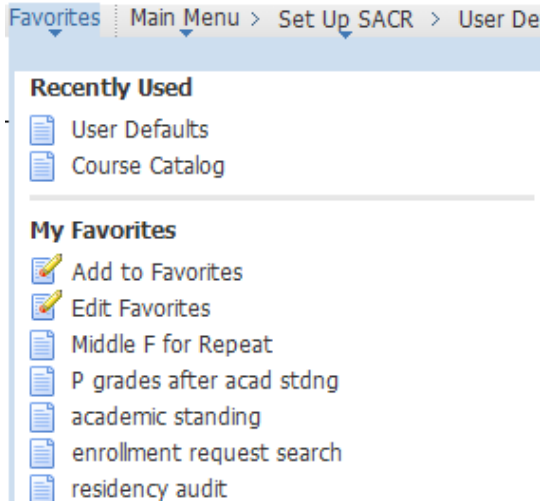 Favorites Main Menu > Set Up SACR > User De
Recently Used
User Defaults
Course Catalog
My Favorites
Add to Favorites
Edit Favorites
Middle F for Repeat
P grades after acad stdng
academic standing
enrollment request search
residency audit